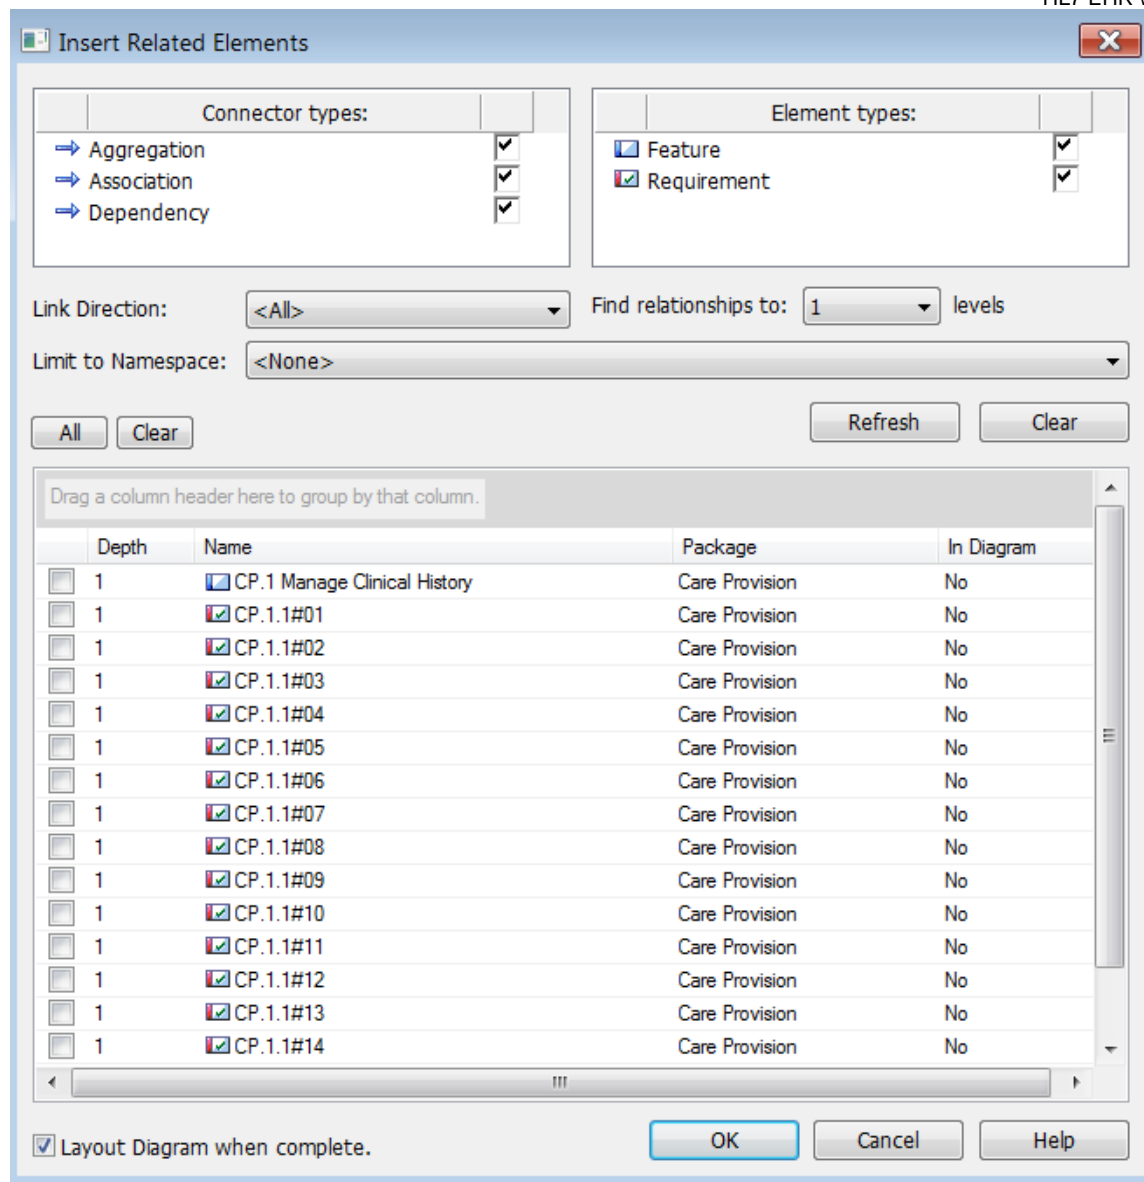 Insert Related Elements
Connector types:
Aggregation
Association
Dependency
Element types:
Feature
Requirement
Link Direction: <All> Find relationships to: 1 levels
Limit to Namespace: <None>
All Clear Refresh Clear
Drag a column header here to group by that column.
Depth Name Package In Diagram
1 CP.1 Manage Clinical History Care Provision No
1 CP.1.1#01 Care Provision No
1 CP.1.1#02 Care Provision No
1 CP.1.1#03 Care Provision No
1 CP.1.1#04 Care Provision No
1 CP.1.1#05 Care Provision No
1 CP.1.1#06 Care Provision No
1 CP.1.1#07 Care Provision No
1 CP.1.1#08 Care Provision No
1 CP.1.1#09 Care Provision No
1 CP.1.1#10 Care Provision No
1 CP.1.1#11 Care Provision No
1 CP.1.1#12 Care Provision No
1 CP.1.1#13 Care Provision No
1 CP.1.1#14 Care Provision No
Layout Diagram when complete. OK Cancel Help